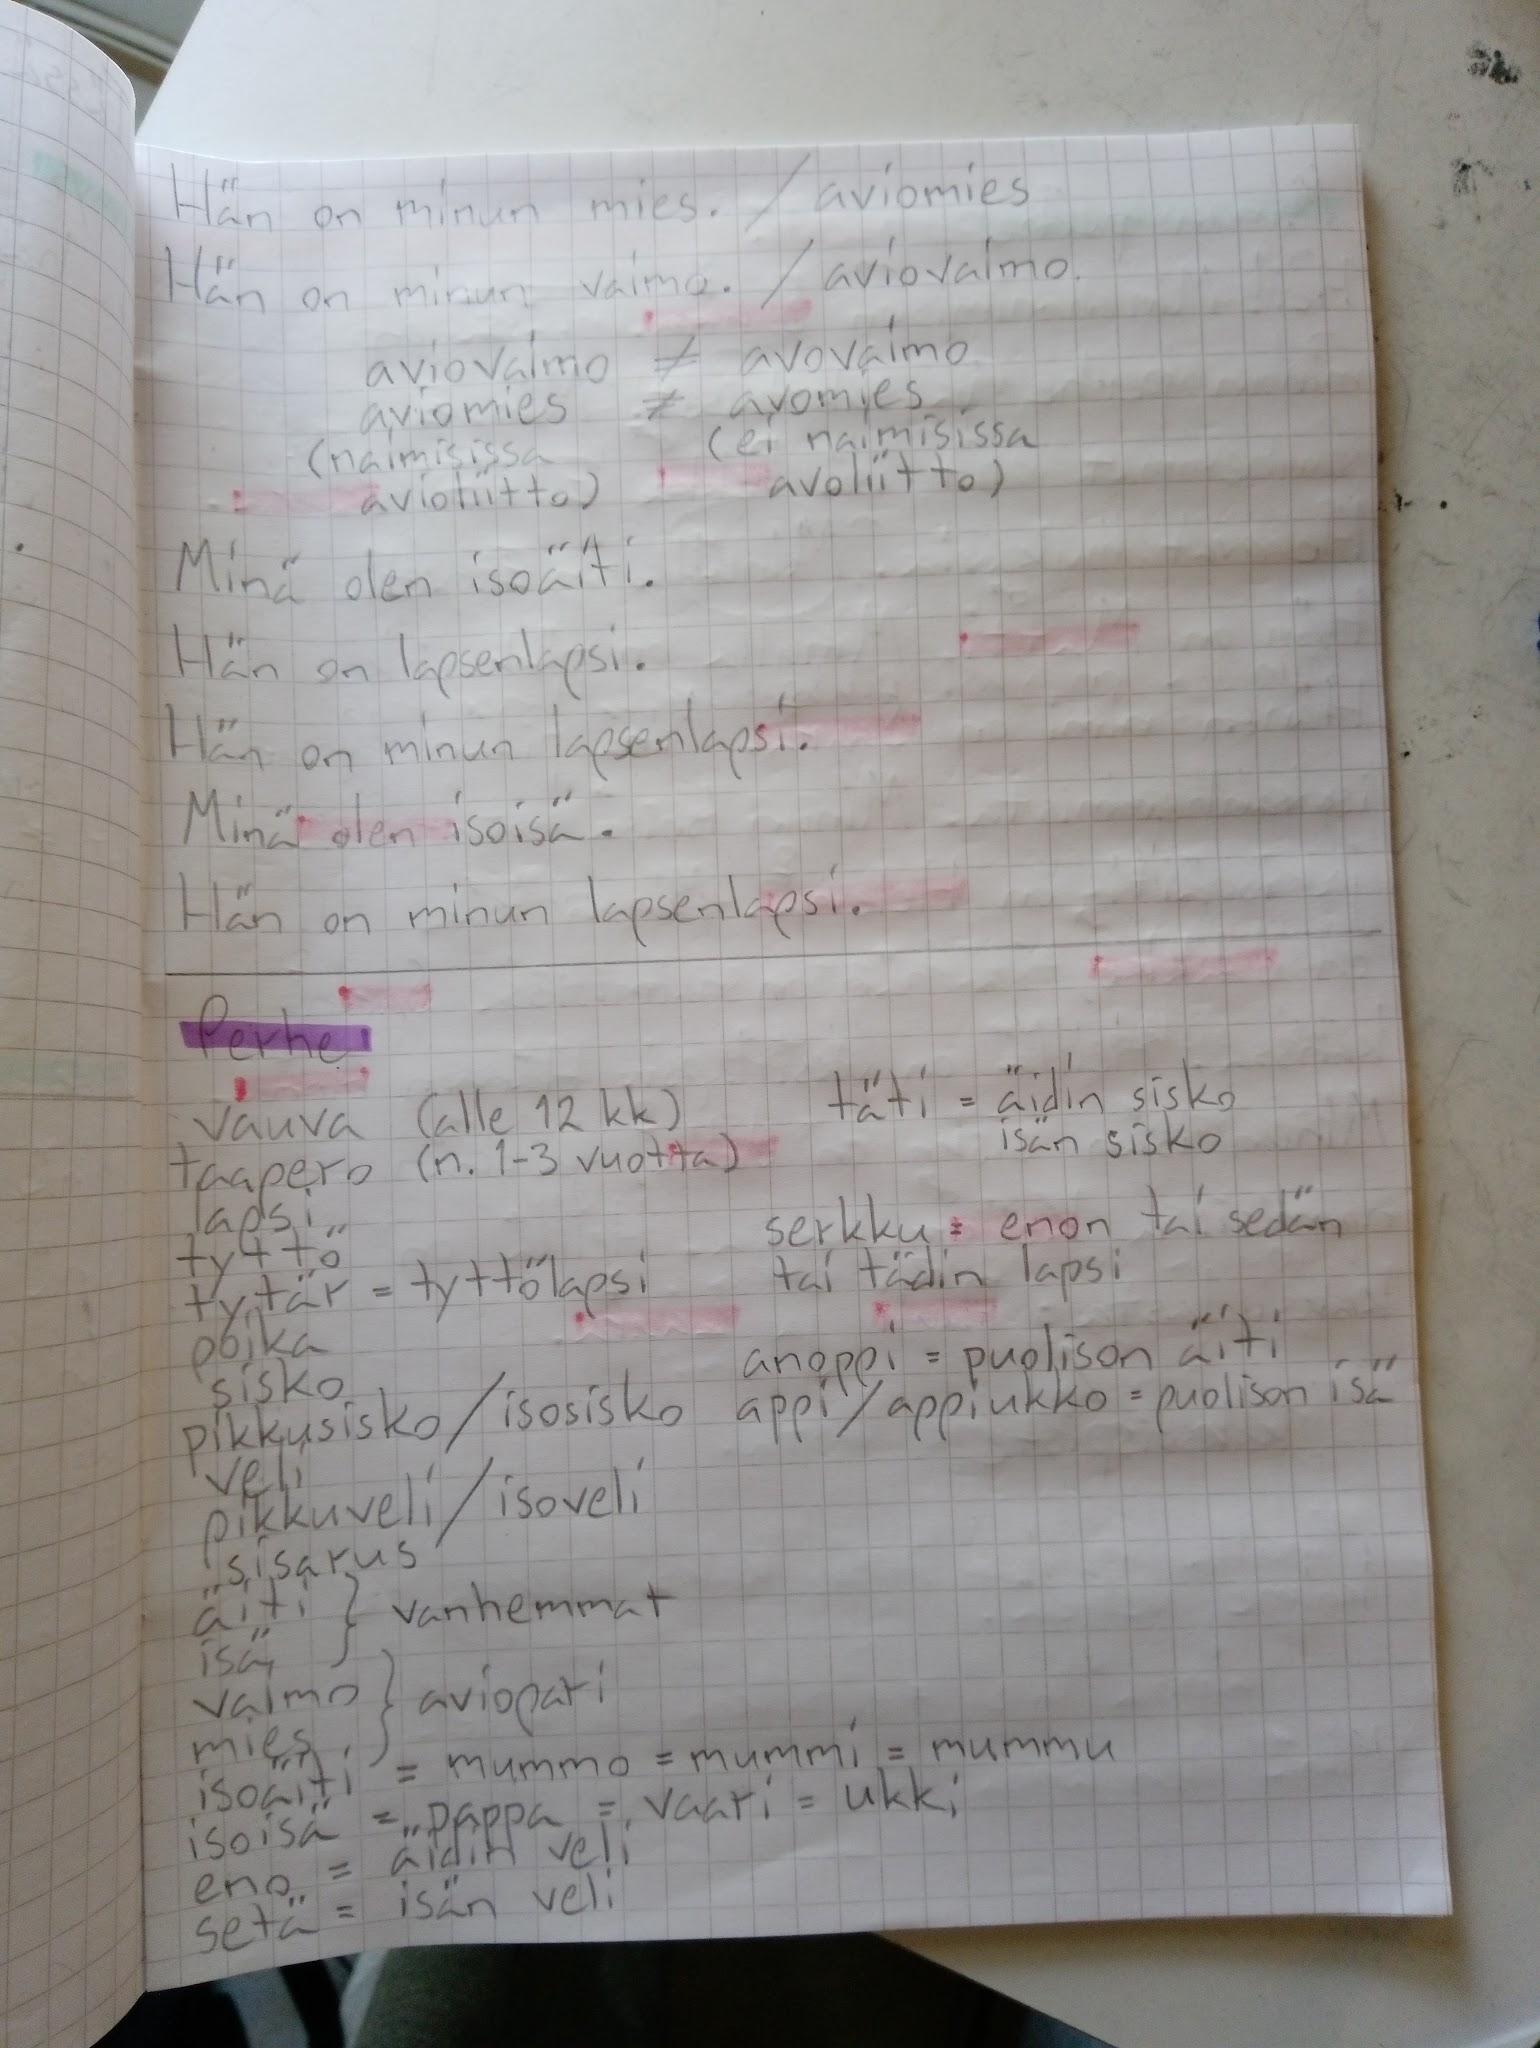 Hän on minun mies. / aviomies
Hän on minun vaimo. / aviovaimo.
aviovaimo ≠ avovaimo
aviomies ≠ avomies
(naimisissa (ei naimisissa
avioliitto) avoliitto)
Minä olen isoäiti.
Hän on lapsenlapsi.
Hän on minun lapsenlapsi.
Minä olen isoisä.
Hän on minun lapsenlapsi.
Perhe
vauva (alle 12 kk)
taapero (n. 1-3 vuotta)
lapsi
tyttö
tytär = tyttölapsi
poika
sisko
pikkusisko / isosisko
veli
pikkuveli / isoveli
sisarus
äiti } vanhemmat
isä
vaimo } aviopari
mies
isoäiti = mummo = mummi = mummu
isoisä = pappa = vaari = ukki
eno = äidin veli
setä = isän veli
täti = äidin sisko
isän sisko
serkku = enon tai sedän
tai tädin lapsi
anoppi = puolison äiti
appi / appiukko = puolison isä